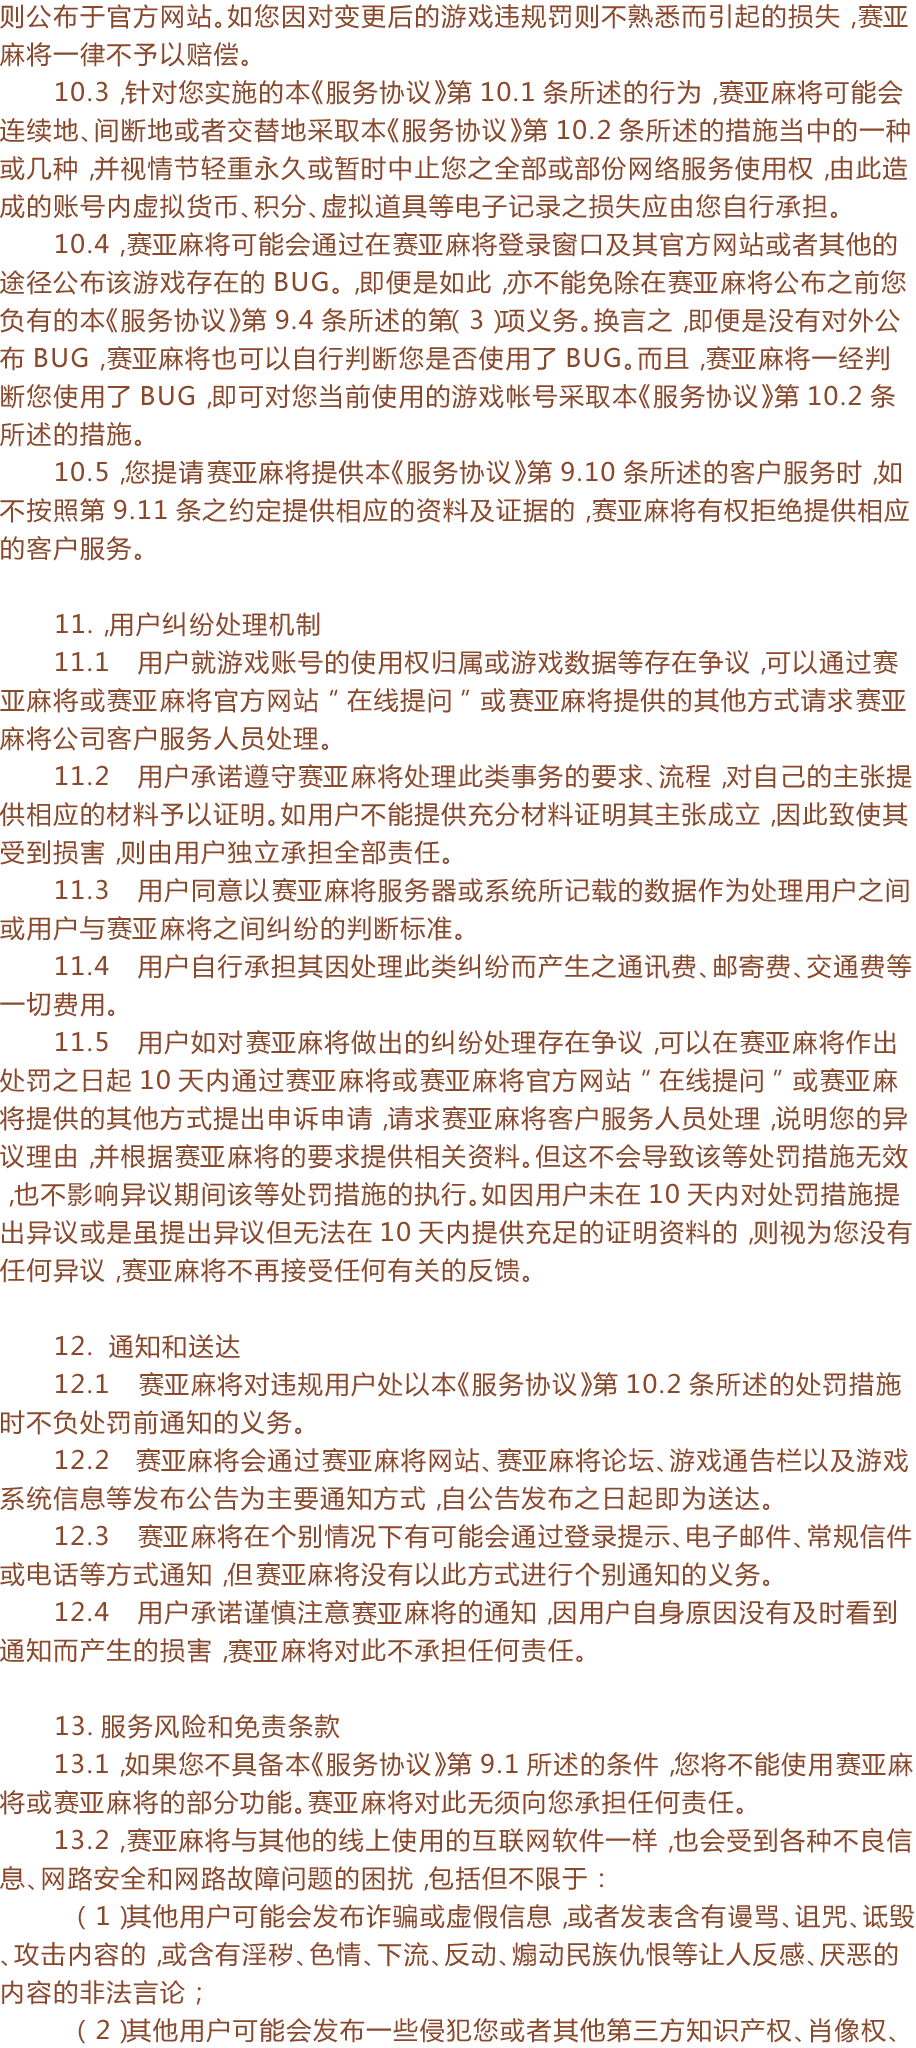 则公布于官方网站。如您因对变更后的游戏违规罚则不熟悉而引起的损失,赛亚
麻将一律不予以赔偿。
10.3 ,针对您实施的本《服务协议》第 10.1 条所述的行为 ,赛亚麻将可能会
连续地、间断地或者交替地采取本《服务协议》第 10.2 条所述的措施当中的一种
或几种 ,并视情节轻重永久或暂时中止您之全部或部份网络服务使用权 ,由此造
成的账号内虚拟货币、积分、虚拟道具等电子记录之损失应由您自行承担。
10.4 ,赛亚麻将可能会通过在赛亚麻将登录窗口及其官方网站或者其他的
途径公布该游戏存在的 BUG。,即便是如此 ,亦不能免除在赛亚麻将公布之前您
负有的本《服务协议》第 9.4 条所述的第( 3 )项义务。换言之 ,即便是没有对外公
布 BUG ,赛亚麻将也可以自行判断您是否使用了 BUG。而且 ,赛亚麻将一经判
断您使用了 BUG ,即可对您当前使用的游戏帐号采取本《服务协议》第 10.2 条
所述的措施。
10.5 ,您提请赛亚麻将提供本《服务协议》第 9.10 条所述的客户服务时 ,如
不按照第 9.11 条之约定提供相应的资料及证据的 ,赛亚麻将有权拒绝提供相应
的客户服务。
11. ,用户纠纷处理机制
11.1 用户就游戏账号的使用权归属或游戏数据等存在争议 ,可以通过赛
亚麻将或赛亚麻将官方网站 “ 在线提问 ” 或赛亚麻将提供的其他方式请求赛亚
麻将公司客户服务人员处理。
11.2 用户承诺遵守赛亚麻将处理此类事务的要求、流程 ,对自己的主张提
供相应的材料予以证明。如用户不能提供充分材料证明其主张成立 ,因此致使其
受到损害 ,则由用户独立承担全部责任。
11.3 用户同意以赛亚麻将服务器或系统所记载的数据作为处理用户之间
或用户与赛亚麻将之间纠纷的判断标准。
11.4 用户自行承担其因处理此类纠纷而产生之通讯费、邮寄费、交通费等
一切费用。
11.5 用户如对赛亚麻将做出的纠纷处理存在争议 ,可以在赛亚麻将作出
处罚之日起 10 天内通过赛亚麻将或赛亚麻将官方网站 “ 在线提问 ” 或赛亚麻
将提供的其他方式提出申诉申请 ,请求赛亚麻将客户服务人员处理 ,说明您的异
议理由 ,并根据赛亚麻将的要求提供相关资料。但这不会导致该等处罚措施无效
,也不影响异议期间该等处罚措施的执行。如因用户未在 10 天内对处罚措施提
出异议或是虽提出异议但无法在 10 天内提供充足的证明资料的 ,则视为您没有
任何异议 ,赛亚麻将不再接受任何有关的反馈。
12. 通知和送达
12.1 赛亚麻将对违规用户处以本《服务协议》第 10.2 条所述的处罚措施
时不负处罚前通知的义务。
12.2 赛亚麻将会通过赛亚麻将网站、赛亚麻将论坛、游戏通告栏以及游戏
系统信息等发布公告为主要通知方式 ,自公告发布之日起即为送达。
12.3 赛亚麻将在个别情况下有可能会通过登录提示、电子邮件、常规信件
或电话等方式通知 ,但赛亚麻将没有以此方式进行个别通知的义务。
12.4 用户承诺谨慎注意赛亚麻将的通知 ,因用户自身原因没有及时看到
通知而产生的损害 ,赛亚麻将对此不承担任何责任。
13. 服务风险和免责条款
13.1 ,如果您不具备本《服务协议》第 9.1 所述的条件 ,您将不能使用赛亚麻
将或赛亚麻将的部分功能。赛亚麻将对此无须向您承担任何责任。
13.2 ,赛亚麻将与其他的线上使用的互联网软件一样 ,也会受到各种不良信
息、网路安全和网路故障问题的困扰 ,包括但不限于 :
( 1 )其他用户可能会发布诈骗或虚假信息 ,或者发表含有谩骂、诅咒、诋毁
、攻击内容的 ,或含有淫秽、色情、下流、反动、煽动民族仇恨等让人反感、厌恶的
内容的非法言论 ;
( 2 )其他用户可能会发布一些侵犯您或者其他第三方知识产权、肖像权、